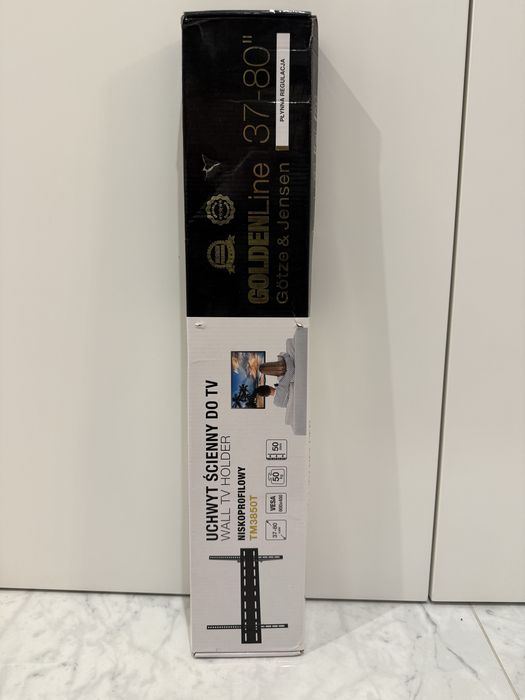 GOLDENLine 37-80"
Götze & Jensen
PŁYNNA REGULACJA
UCHWYT ŚCIENNY DO TV
WALL TV HOLDER
NISKOPROFILOWY
TM3850T
37-80
VESA
50
50